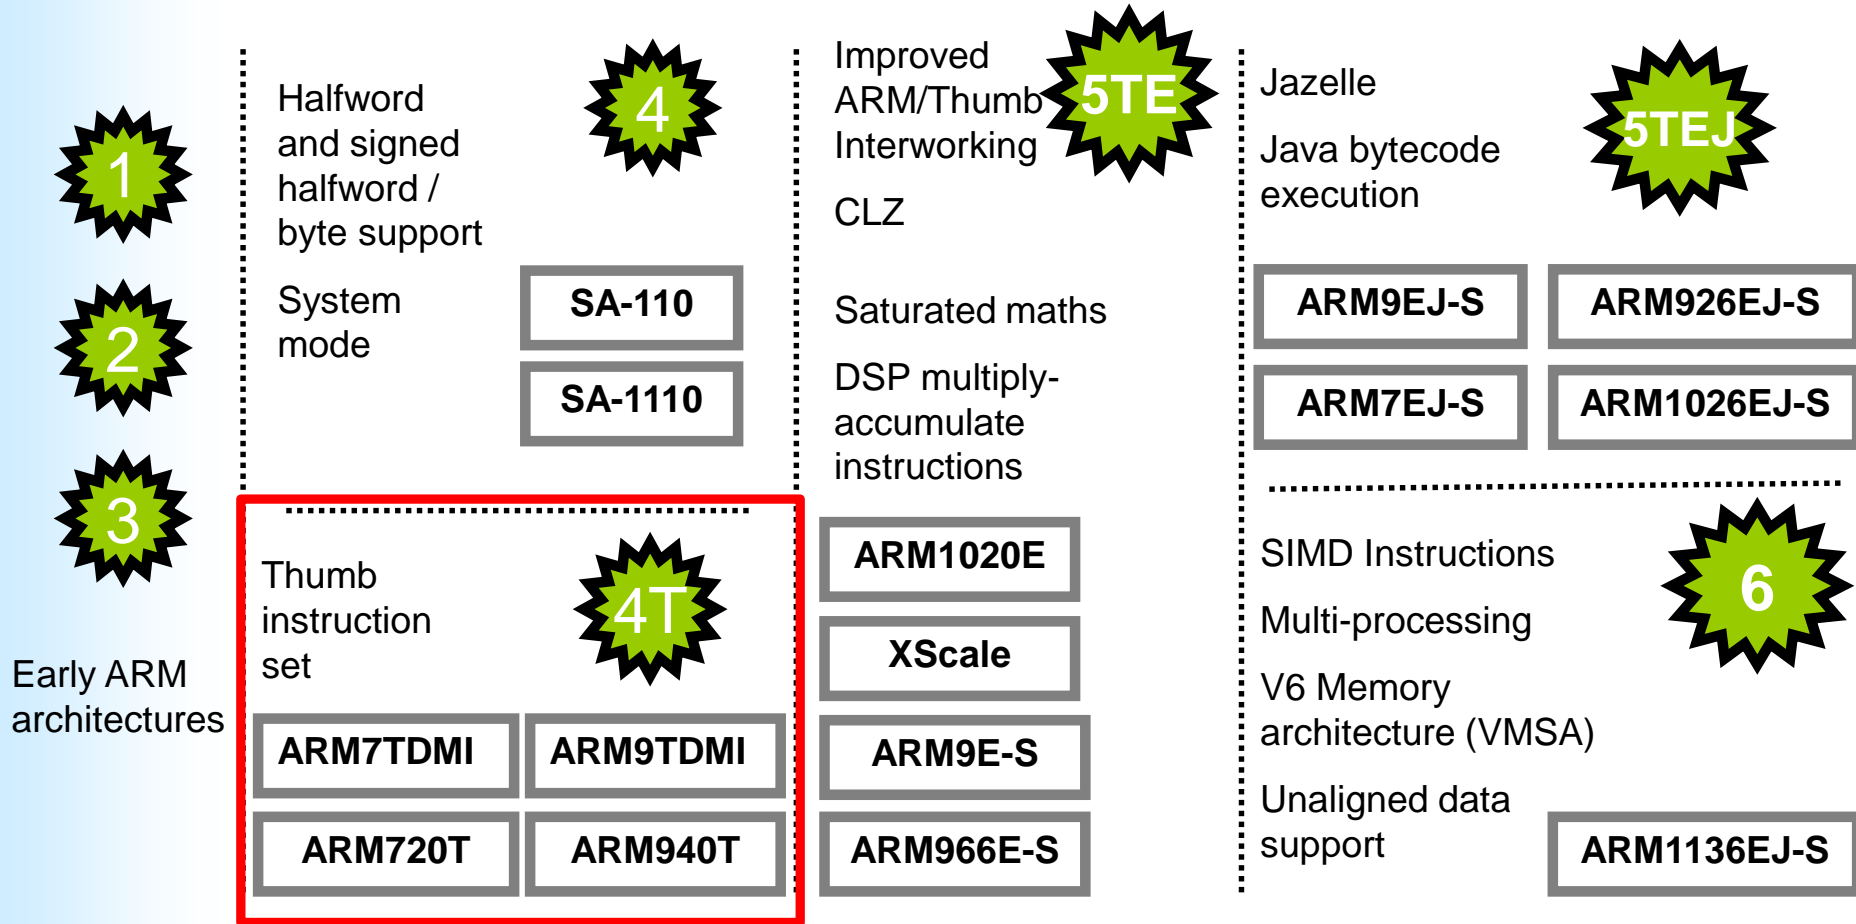 1
2
3
Early ARM
architectures
Halfword
and signed
halfword /
byte support
4
System
mode
SA-110
SA-1110
Thumb
instruction
set
4T
ARM7TDMI
ARM9TDMI
ARM720T
ARM940T
Improved
ARM/Thumb
Interworking
5TE
CLZ
Saturated maths
DSP multiply-
accumulate
instructions
ARM1020E
XScale
ARM9E-S
ARM966E-S
Jazelle
5TEJ
Java bytecode
execution
ARM9EJ-S
ARM926EJ-S
ARM7EJ-S
ARM1026EJ-S
SIMD Instructions
6
Multi-processing
V6 Memory
architecture (VMSA)
Unaligned data
support
ARM1136EJ-S